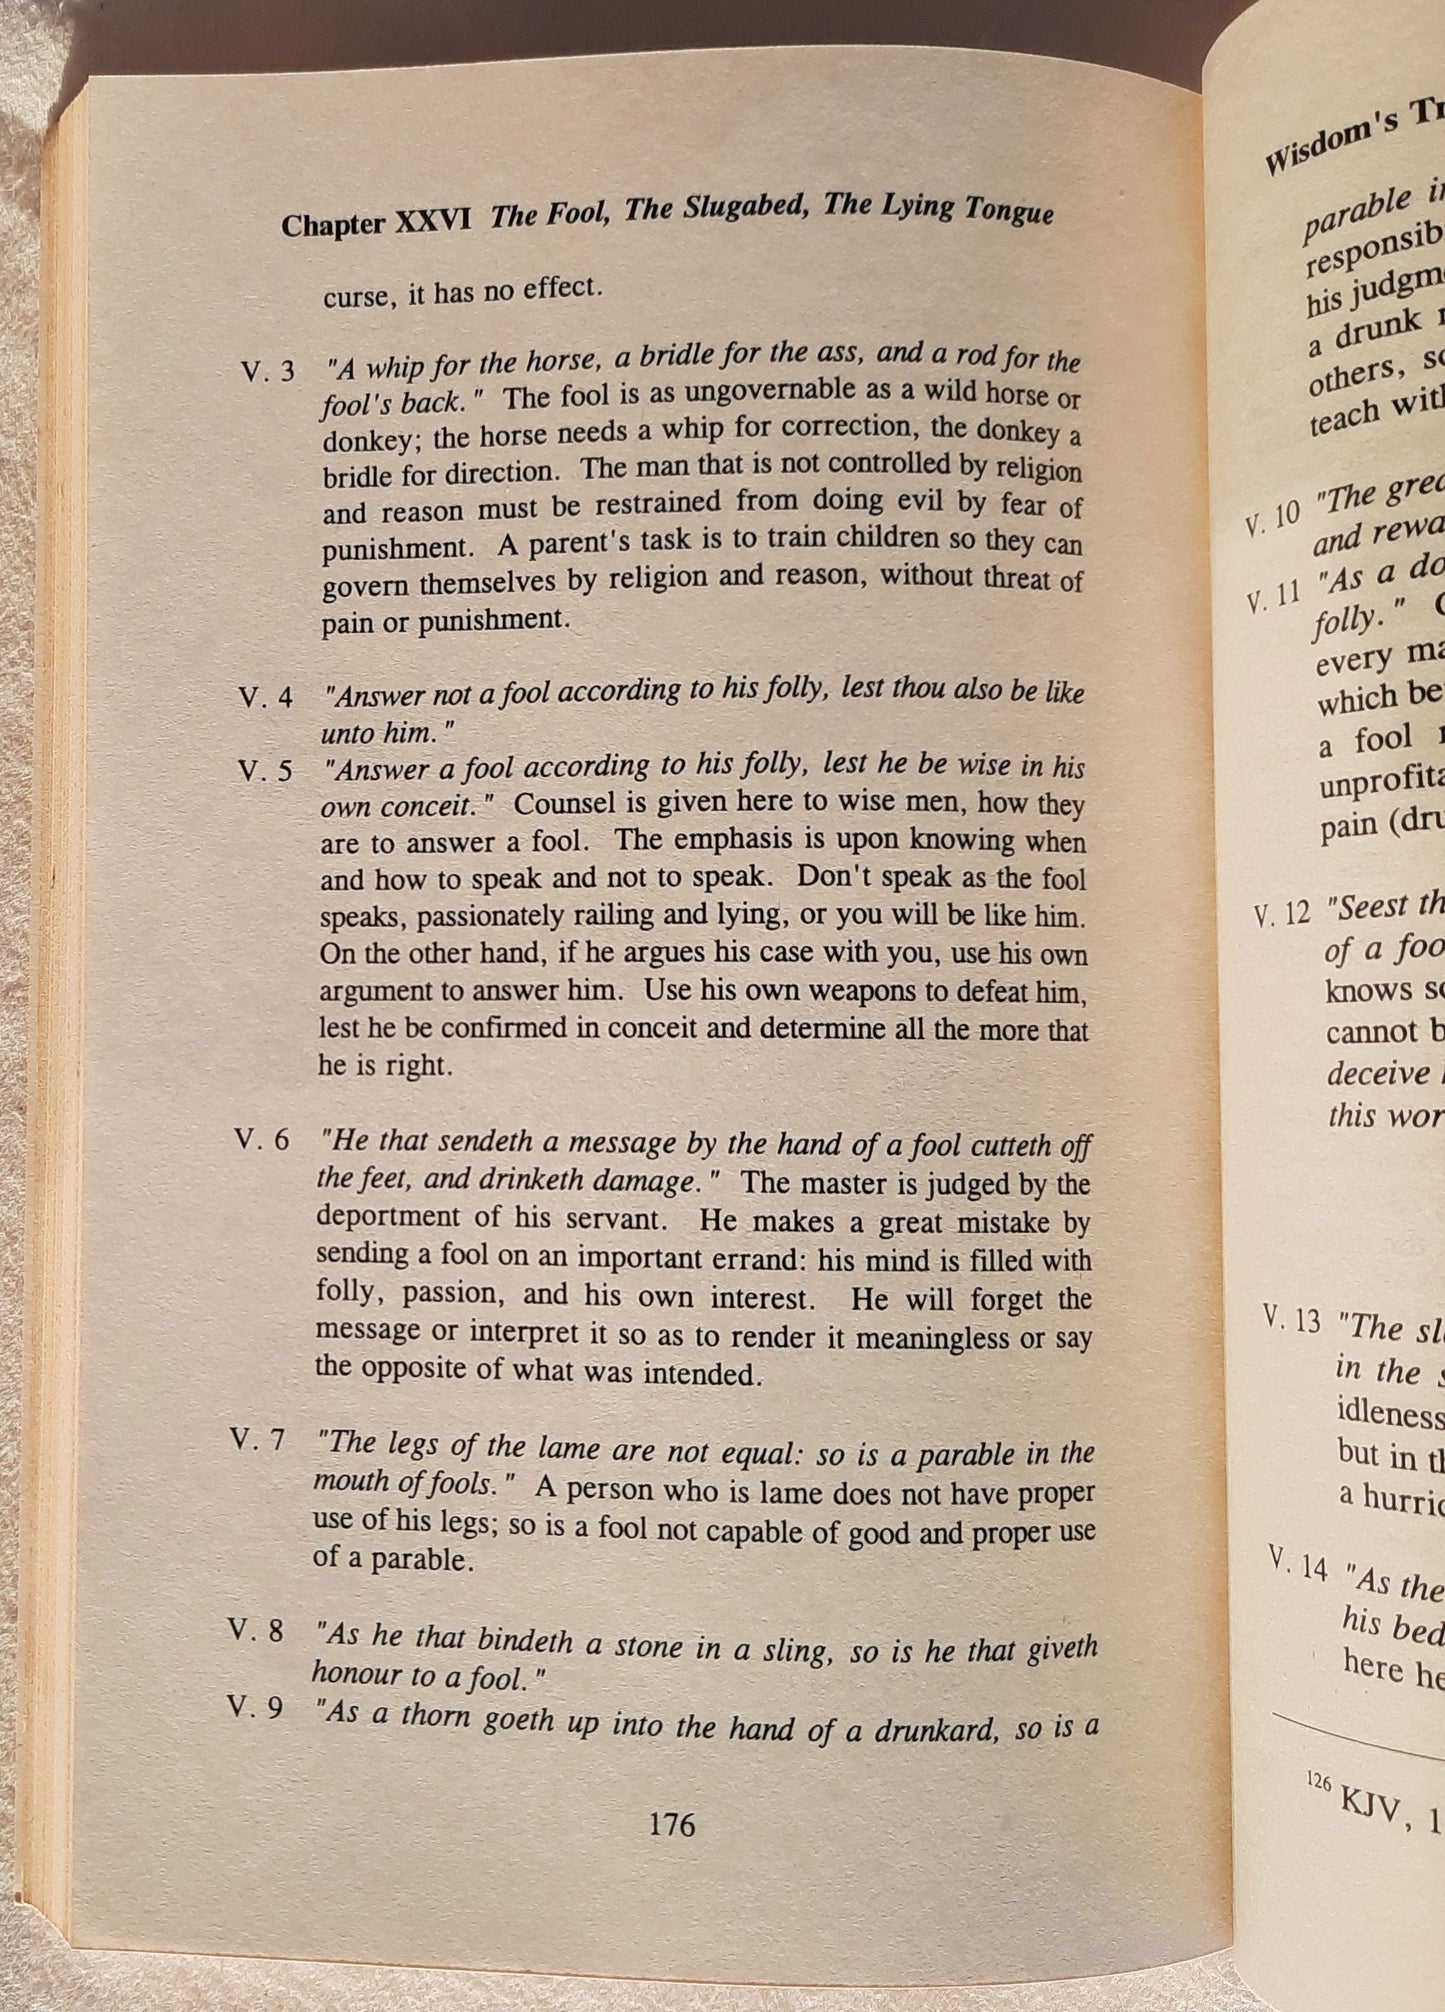 Chapter XXVI The Fool, The Slugabed, The Lying Tongue
curse, it has no effect.
V. 3 "A whip for the horse, a bridle for the ass, and a rod for the
fool's back." The fool is as ungovernable as a wild horse or
donkey; the horse needs a whip for correction, the donkey a
bridle for direction. The man that is not controlled by religion
and reason must be restrained from doing evil by fear of
punishment. A parent's task is to train children so they can
govern themselves by religion and reason, without threat of
pain or punishment.
V. 4 "Answer not a fool according to his folly, lest thou also be like
unto him."
V. 5 "Answer a fool according to his folly, lest he be wise in his
own conceit." Counsel is given here to wise men, how they
are to answer a fool. The emphasis is upon knowing when
and how to speak and not to speak. Don't speak as the fool
speaks, passionately railing and lying, or you will be like him.
On the other hand, if he argues his case with you, use his own
argument to answer him. Use his own weapons to defeat him,
lest he be confirmed in conceit and determine all the more that
he is right.
V. 6 "He that sendeth a message by the hand of a fool cutteth off
the feet, and drinketh damage." The master is judged by the
deportment of his servant. He makes a great mistake by
sending a fool on an important errand: his mind is filled with
folly, passion, and his own interest. He will forget the
message or interpret it so as to render it meaningless or say
the opposite of what was intended.
V. 7 "The legs of the lame are not equal: so is a parable in the
mouth of fools." A person who is lame does not have proper
use of his legs; so is a fool not capable of good and proper use
of a parable.
V. 8 "As he that bindeth a stone in a sling, so is he that giveth
honour to a fool."
V. 9 "As a thorn goeth up into the hand of a drunkard, so is a
176
Wisdom's
parable
his
a drunk
others,
teach
V. 10 "The
and
V. 11 "As a
folly."
every
which
a fool
pain
V. 12 "Seest
of a
knows
cannot
deceive
this
V. 13 "The
in the
idleness
but in
a
V. 14 "As the
his bed
here
126 KJV,